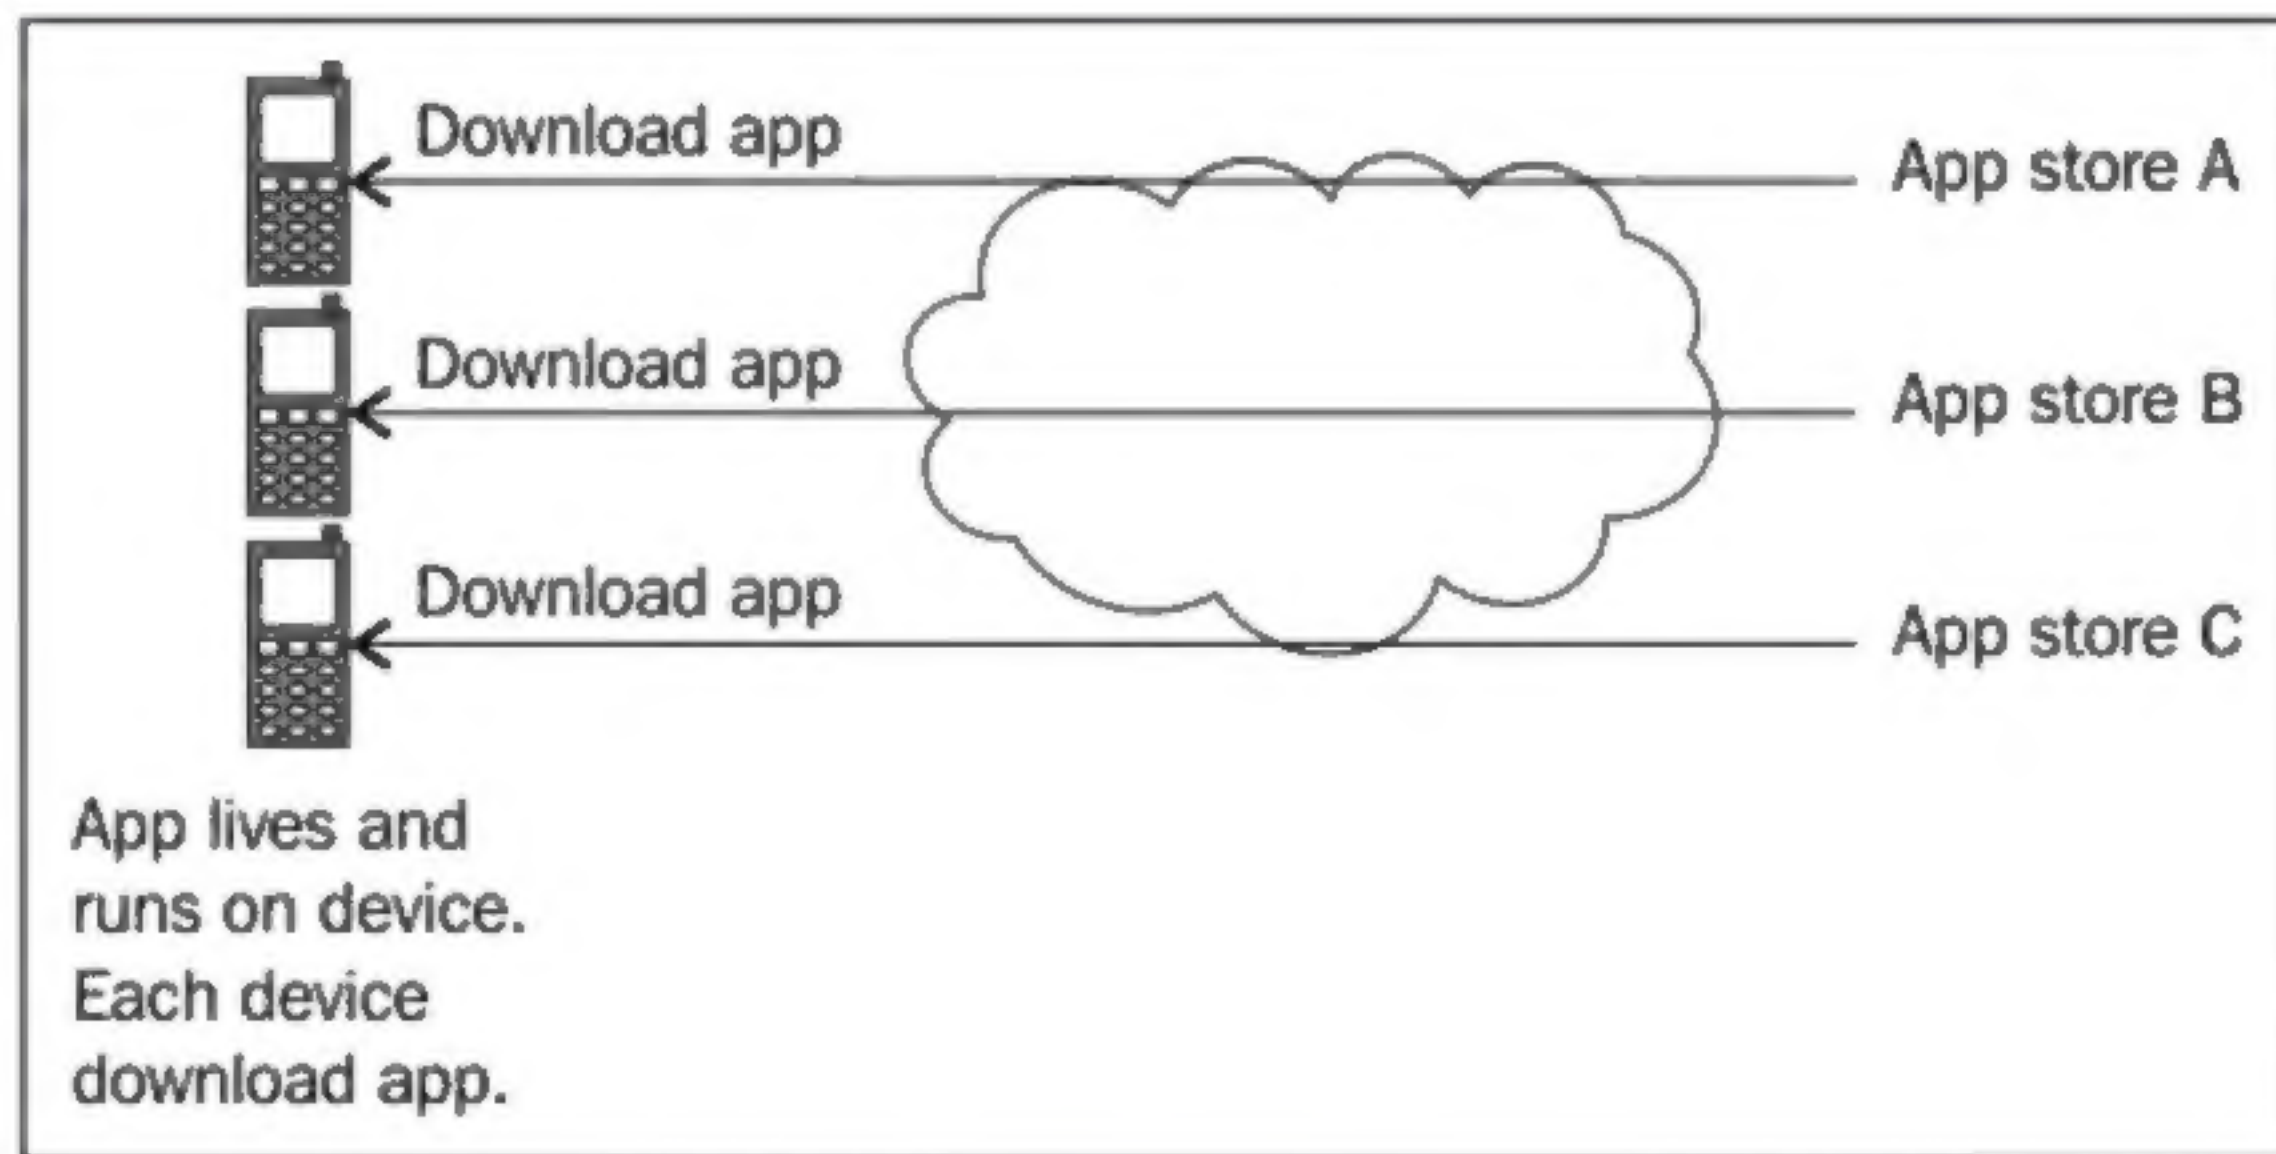 Download app
App store A
Download app
App store B
Download app
App store C
App lives and
runs on device.
Each device
download app.